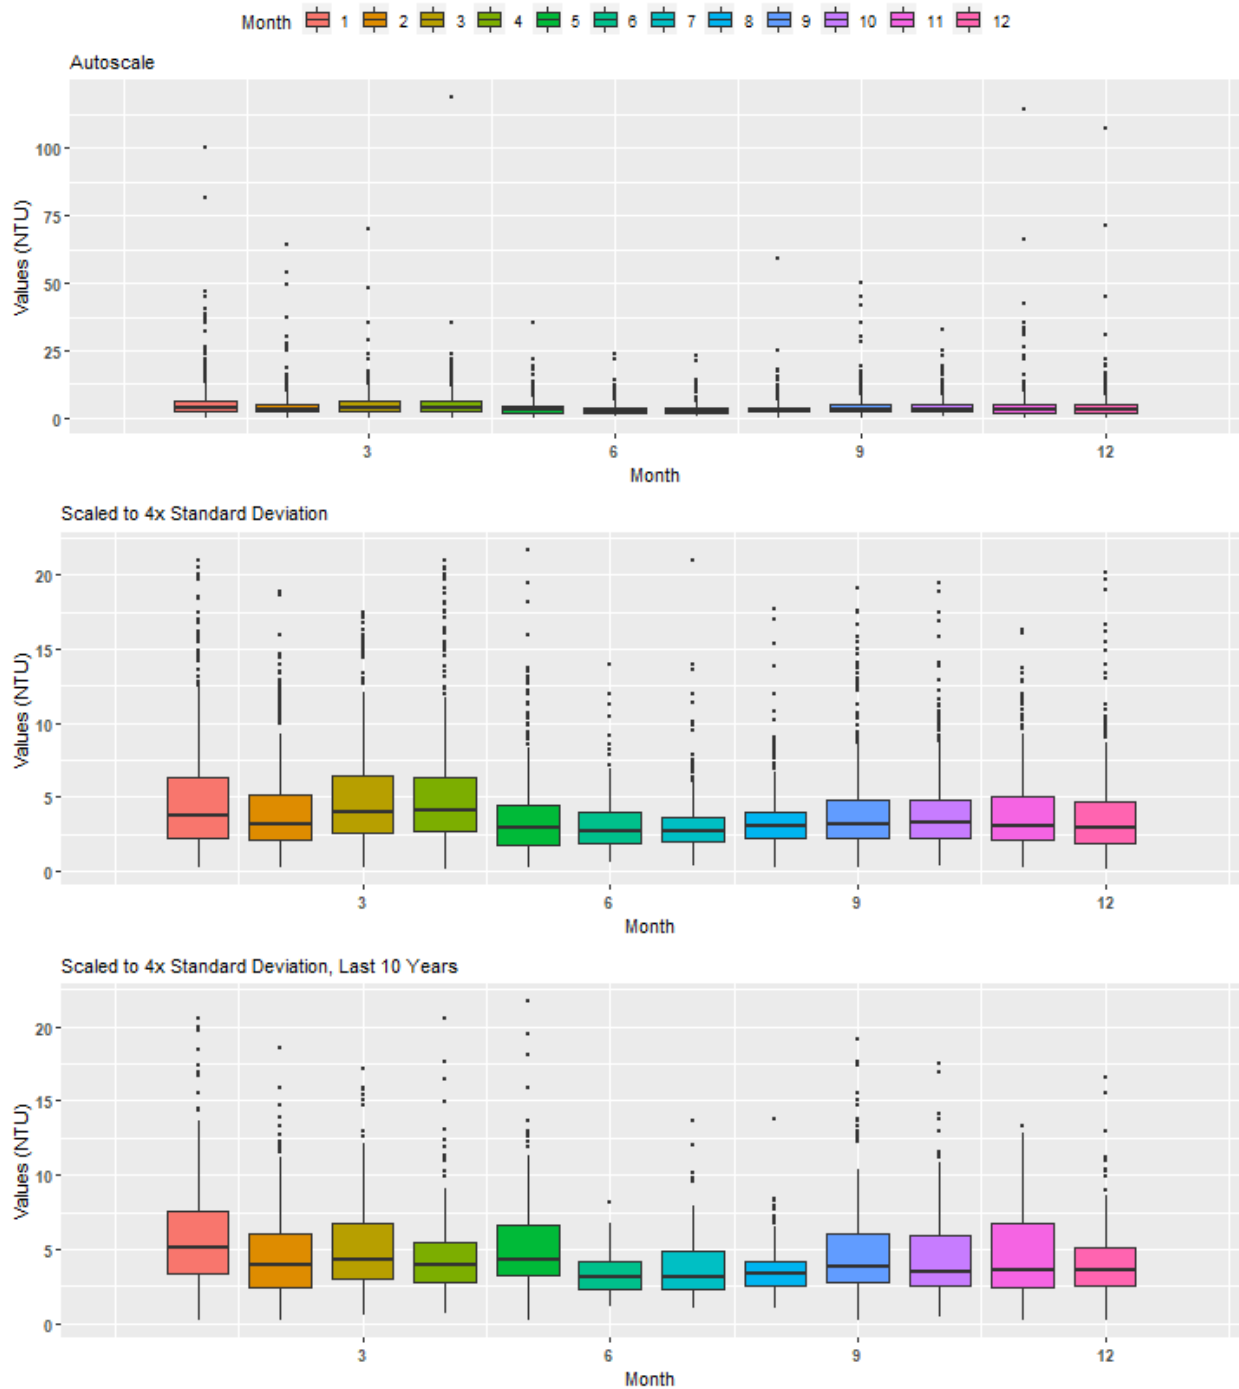 Month 1 2 3 4 5 6 7 8 9 10 11 12
Autoscale
Values (NTU)
100
75
50
25
0
3 6 9 12
Month
Scaled to 4x Standard Deviation
Values (NTU)
20
15
10
5
0
3 6 9 12
Month
Scaled to 4x Standard Deviation, Last 10 Years
Values (NTU)
20
15
10
5
0
3 6 9 12
Month